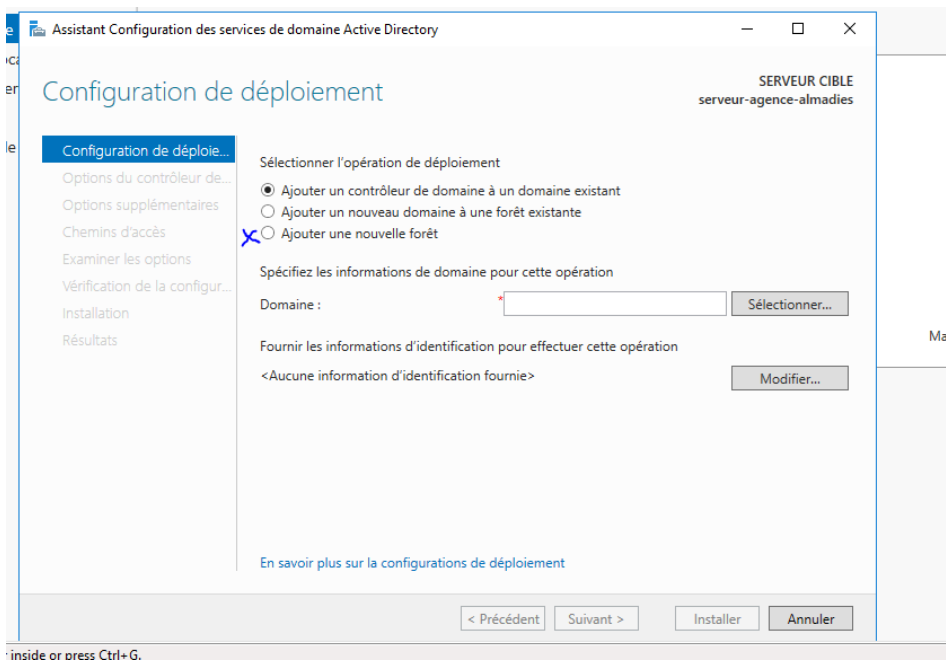 Assistant Configuration des services de domaine Active Directory
Configuration de déploiement
SERVEUR CIBLE
serveur-agence-almadies
Configuration de déploie...
Options du contrôleur de...
Options supplémentaires
Chemins d'accès
Examiner les options
Vérification de la configur...
Installation
Résultats
Sélectionner l'opération de déploiement
Ajouter un contrôleur de domaine à un domaine existant
Ajouter un nouveau domaine à une forêt existante
Ajouter une nouvelle forêt
Spécifiez les informations de domaine pour cette opération
Domaine :
*
Sélectionner...
Fournir les informations d'identification pour effectuer cette opération
<Aucune information d'identification fournie>
Modifier...
En savoir plus sur la configurations de déploiement
< Précédent
Suivant >
Installer
Annuler
inside or press Ctrl+G.